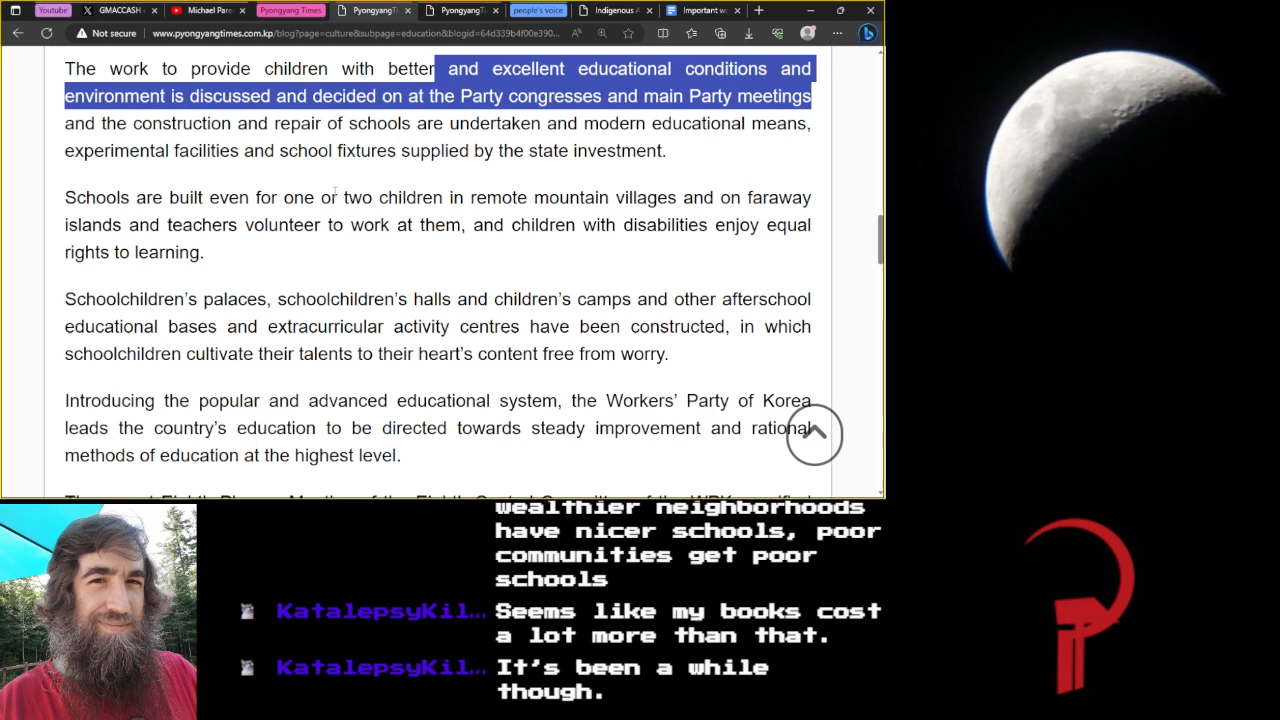 Youtube
GMACCASH
Michael Pare
Pyongyang Times
PyongyangTi
PyongyangTi
people's voice
Indigenous A
Important w
Not secure
www.pyongyangtimes.com.kp/blog?page=culture&subpage=education&blogid=64d339b4f00e390...
The work to provide children with better and excellent educational conditions and
environment is discussed and decided on at the Party congresses and main Party meetings
and the construction and repair of schools are undertaken and modern educational means,
experimental facilities and school fixtures supplied by the state investment.
Schools are built even for one or two children in remote mountain villages and on faraway
islands and teachers volunteer to work at them, and children with disabilities enjoy equal
rights to learning.
Schoolchildren's palaces, schoolchildren's halls and children's camps and other afterschool
educational bases and extracurricular activity centres have been constructed, in which
schoolchildren cultivate their talents to their heart's content free from worry.
Introducing the popular and advanced educational system, the Workers' Party of Korea
leads the country's education to be directed towards steady improvement and rational
methods of education at the highest level.
wealthier neighborhoods
have nicer schools, poor
communities get poor
schools
KatalepsyKil... Seems like my books cost
a lot more than that.
KatalepsyKil... It's been a while
though.